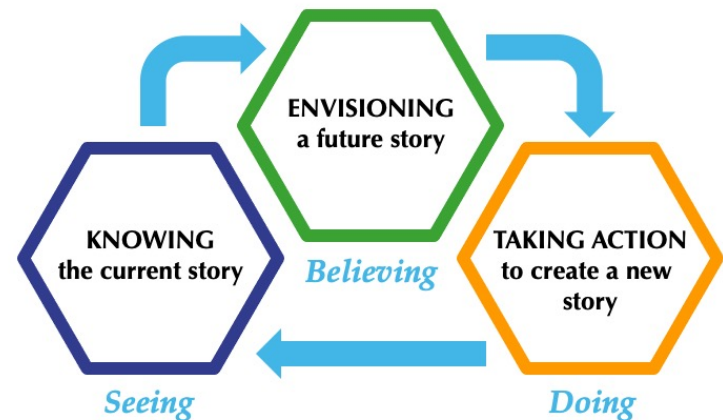 ENVISIONING
a future story
KNOWING
the current story
Believing
TAKING ACTION
to create a new
story
Seeing
Doing